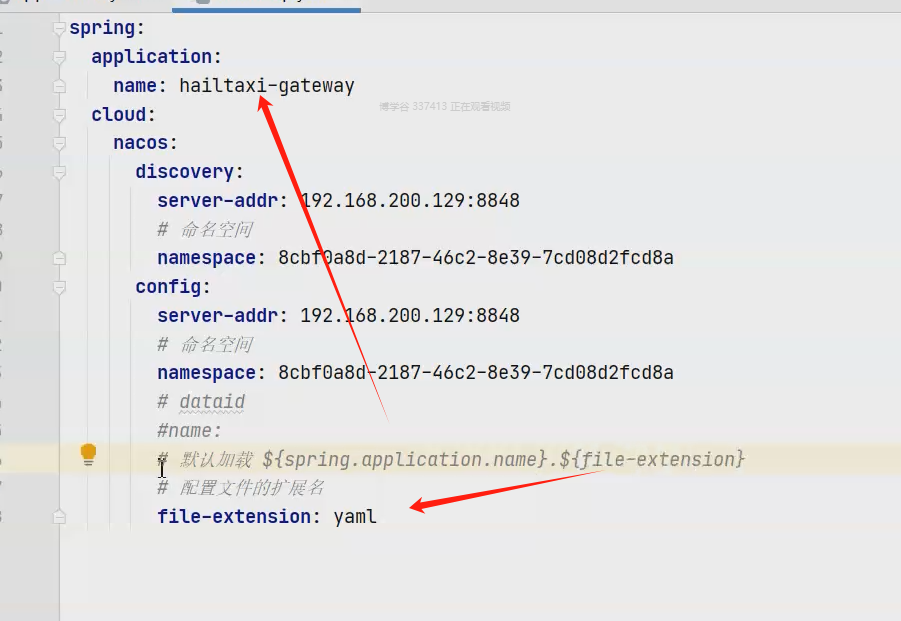 spring:
application:
name: hailtaxi-gateway
博学谷 337413 正在观看视频
cloud:
nacos:
discovery:
server-addr: 192.168.200.129:8848
# 命名空间
namespace: 8cbf0a8d-2187-46c2-8e39-7cd08d2fcd8a
config:
server-addr: 192.168.200.129:8848
# 命名空间
namespace: 8cbf0a8d-2187-46c2-8e39-7cd08d2fcd8a
# dataid
#name:
# 默认加载 ${spring.application.name}.${file-extension}
# 配置文件的扩展名
file-extension: yaml